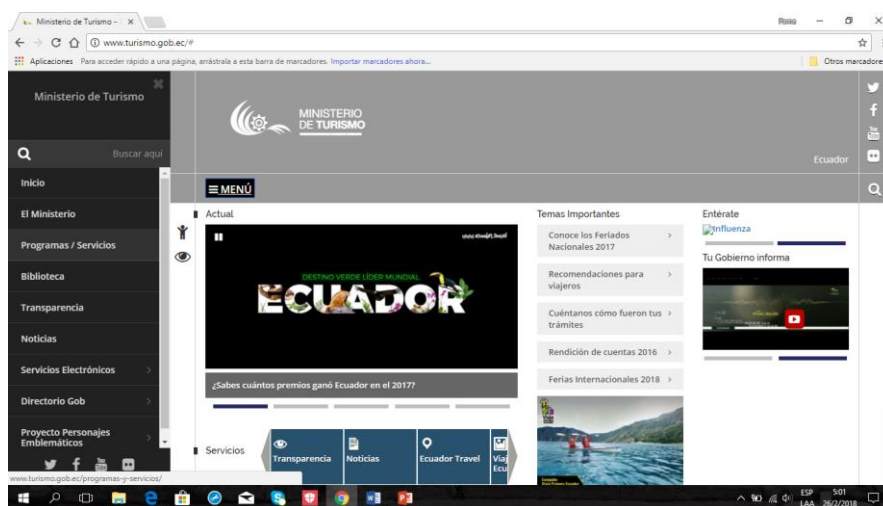 Ministerio de Turismo -
www.turismo.gob.ec/#
Aplicaciones Para acceder rápido a una página, arrástrala a esta barra de marcadores. Importar marcadores ahora... Otros marcadore
Ministerio de Turismo
Buscar aquí
Inicio
El Ministerio
Programas / Servicios
Biblioteca
Transparencia
Noticias
Servicios Electrónicos
Directorio Gob
Proyecto Personajes
Emblemáticos
www.turismo.gob.ec/programas-y-servicios/
MINISTERIO
DE TURISMO
Ecuador
MENÚ
Actual
DESTINO VERDE LÍDER MUNDIAL
ECUADOR
¿Sabes cuántos premios ganó Ecuador en el 2017?
Servicios
Transparencia
Noticias
Ecuador Travel
Viaj
Ecu
Temas Importantes
Conoce los Feriados
Nacionales 2017
Recomendaciones para
viajeros
Cuéntanos cómo fueron tus
trámites
Rendición de cuentas 2016
Ferias Internacionales 2018
Entérate
Influenza
Tu Gobierno informa
ESP
LAA
5:01
26/2/2018